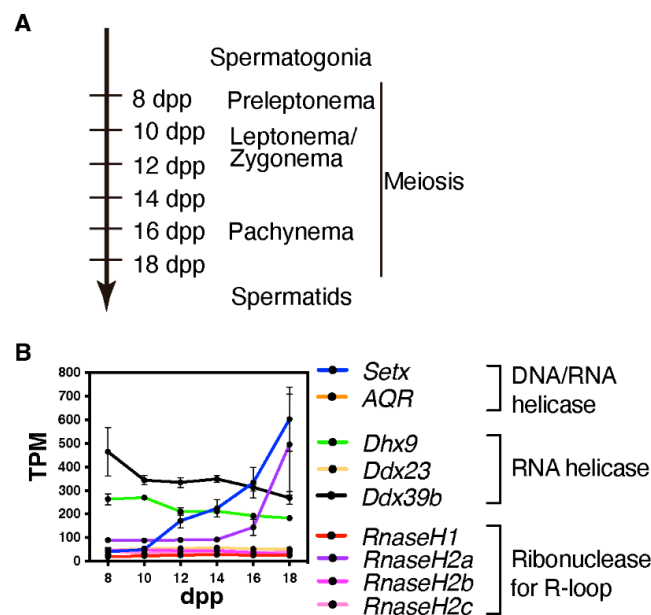 A
Spermatogonia
8 dpp Preleptonema
10 dpp Leptonema/
Zygonema
12 dpp
Meiosis
14 dpp
16 dpp Pachynema
18 dpp
Spermatids
B
800
700
600
500
400
300
200
100
0
TPM
8 10 12 14 16 18
dpp
Setx
AQR
DNA/RNA
helicase
Dhx9
Ddx23
Ddx39b
RNA helicase
RnaseH1
RnaseH2a
RnaseH2b
RnaseH2c
Ribonuclease
for R-loop